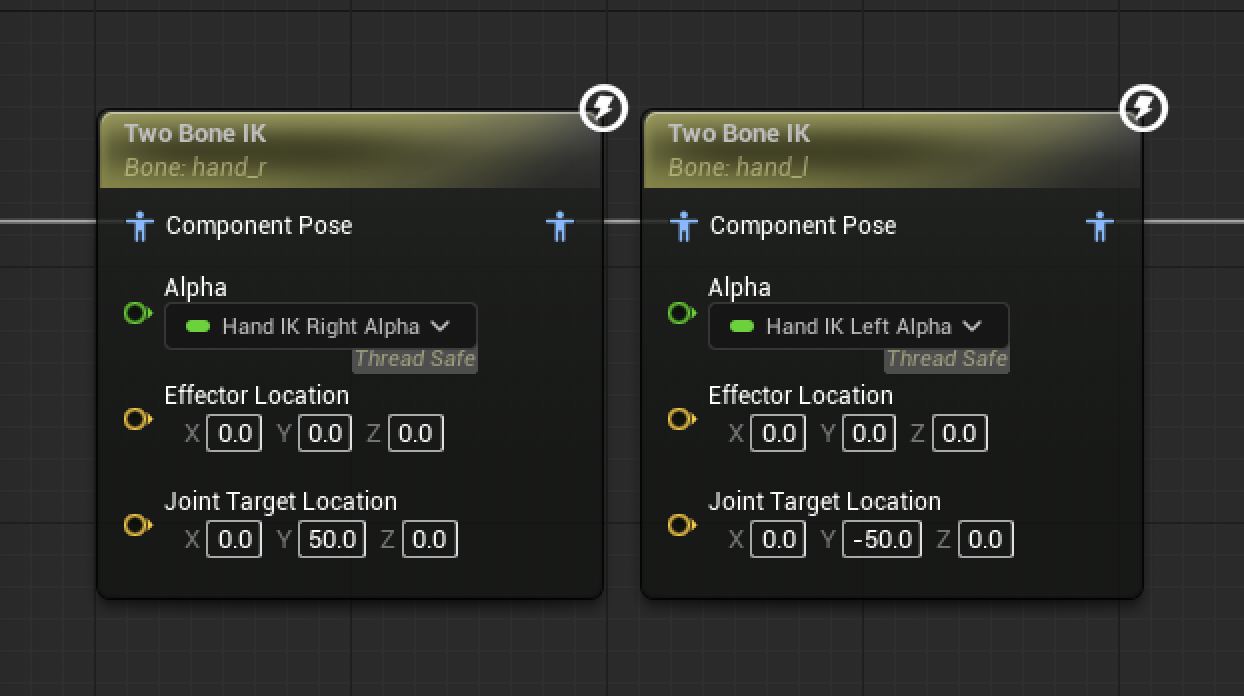 Two Bone IK
Bone: hand_r
Component Pose
Alpha
Hand IK Right Alpha
Thread Safe
Effector Location
X 0.0 Y 0.0 Z 0.0
Joint Target Location
X 0.0 Y 50.0 Z 0.0
Two Bone IK
Bone: hand_l
Component Pose
Alpha
Hand IK Left Alpha
Thread Safe
Effector Location
X 0.0 Y 0.0 Z 0.0
Joint Target Location
X 0.0 Y -50.0 Z 0.0